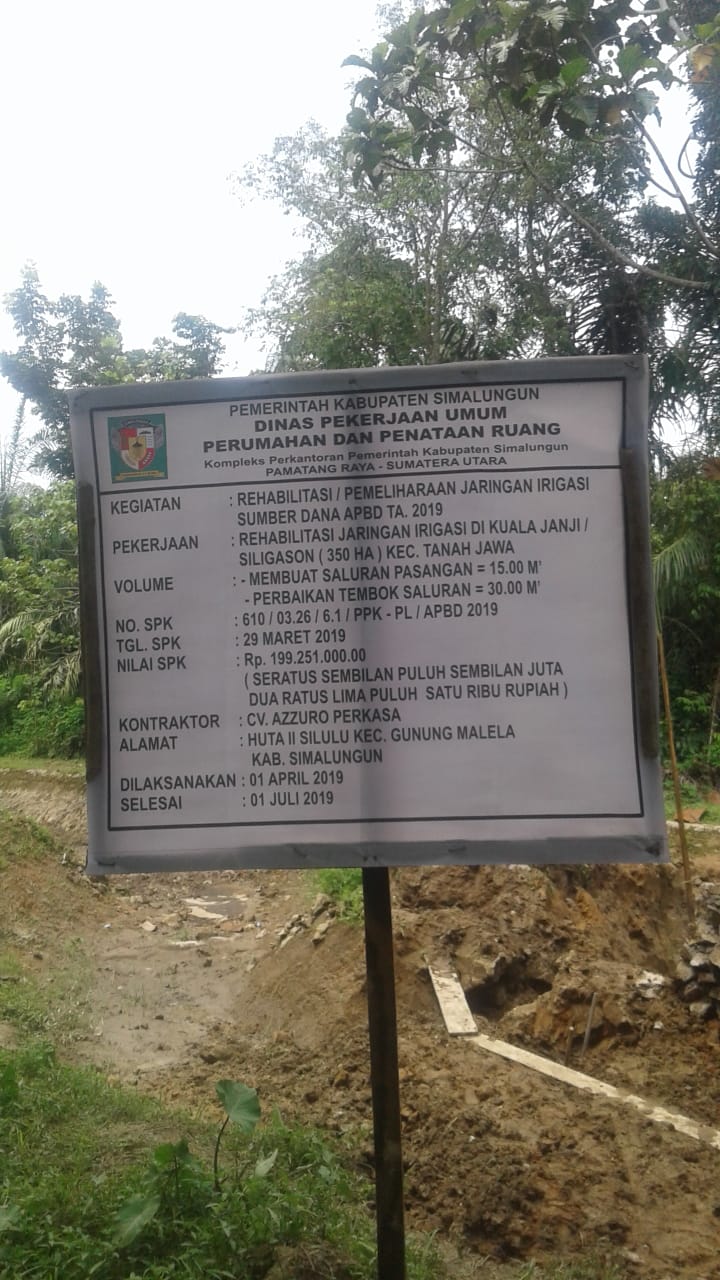 PEMERINTAH KABUPATEN SIMALUNGUN
DINAS PEKERJAAN UMUM
PERUMAHAN DAN PENATAAN RUANG
Kompleks Perkantoran Pemerintah Kabupaten Simalungun
PAMATANG RAYA - SUMATERA UTARA
KEGIATAN : REHABILITASI / PEMELIHARAAN JARINGAN IRIGASI
SUMBER DANA APBD TA. 2019
PEKERJAAN : REHABILITASI JARINGAN IRIGASI DI KUALA JANJI /
SILIGASON ( 350 HA ) KEC. TANAH JAWA
VOLUME : - MEMBUAT SALURAN PASANGAN = 15.00 M'
- PERBAIKAN TEMBOK SALURAN = 30.00 M'
NO. SPK : 610 / 03.26 / 6.1 / PPK - PL / APBD 2019
TGL. SPK : 29 MARET 2019
NILAI SPK : Rp. 199.251.000.00
( SERATUS SEMBILAN PULUH SEMBILAN JUTA
DUA RATUS LIMA PULUH SATU RIBU RUPIAH )
KONTRAKTOR : CV. AZZURO PERKASA
ALAMAT : HUTA II SILULU KEC. GUNUNG MALELA
KAB. SIMALUNGUN
DILAKSANAKAN : 01 APRIL 2019
SELESAI : 01 JULI 2019